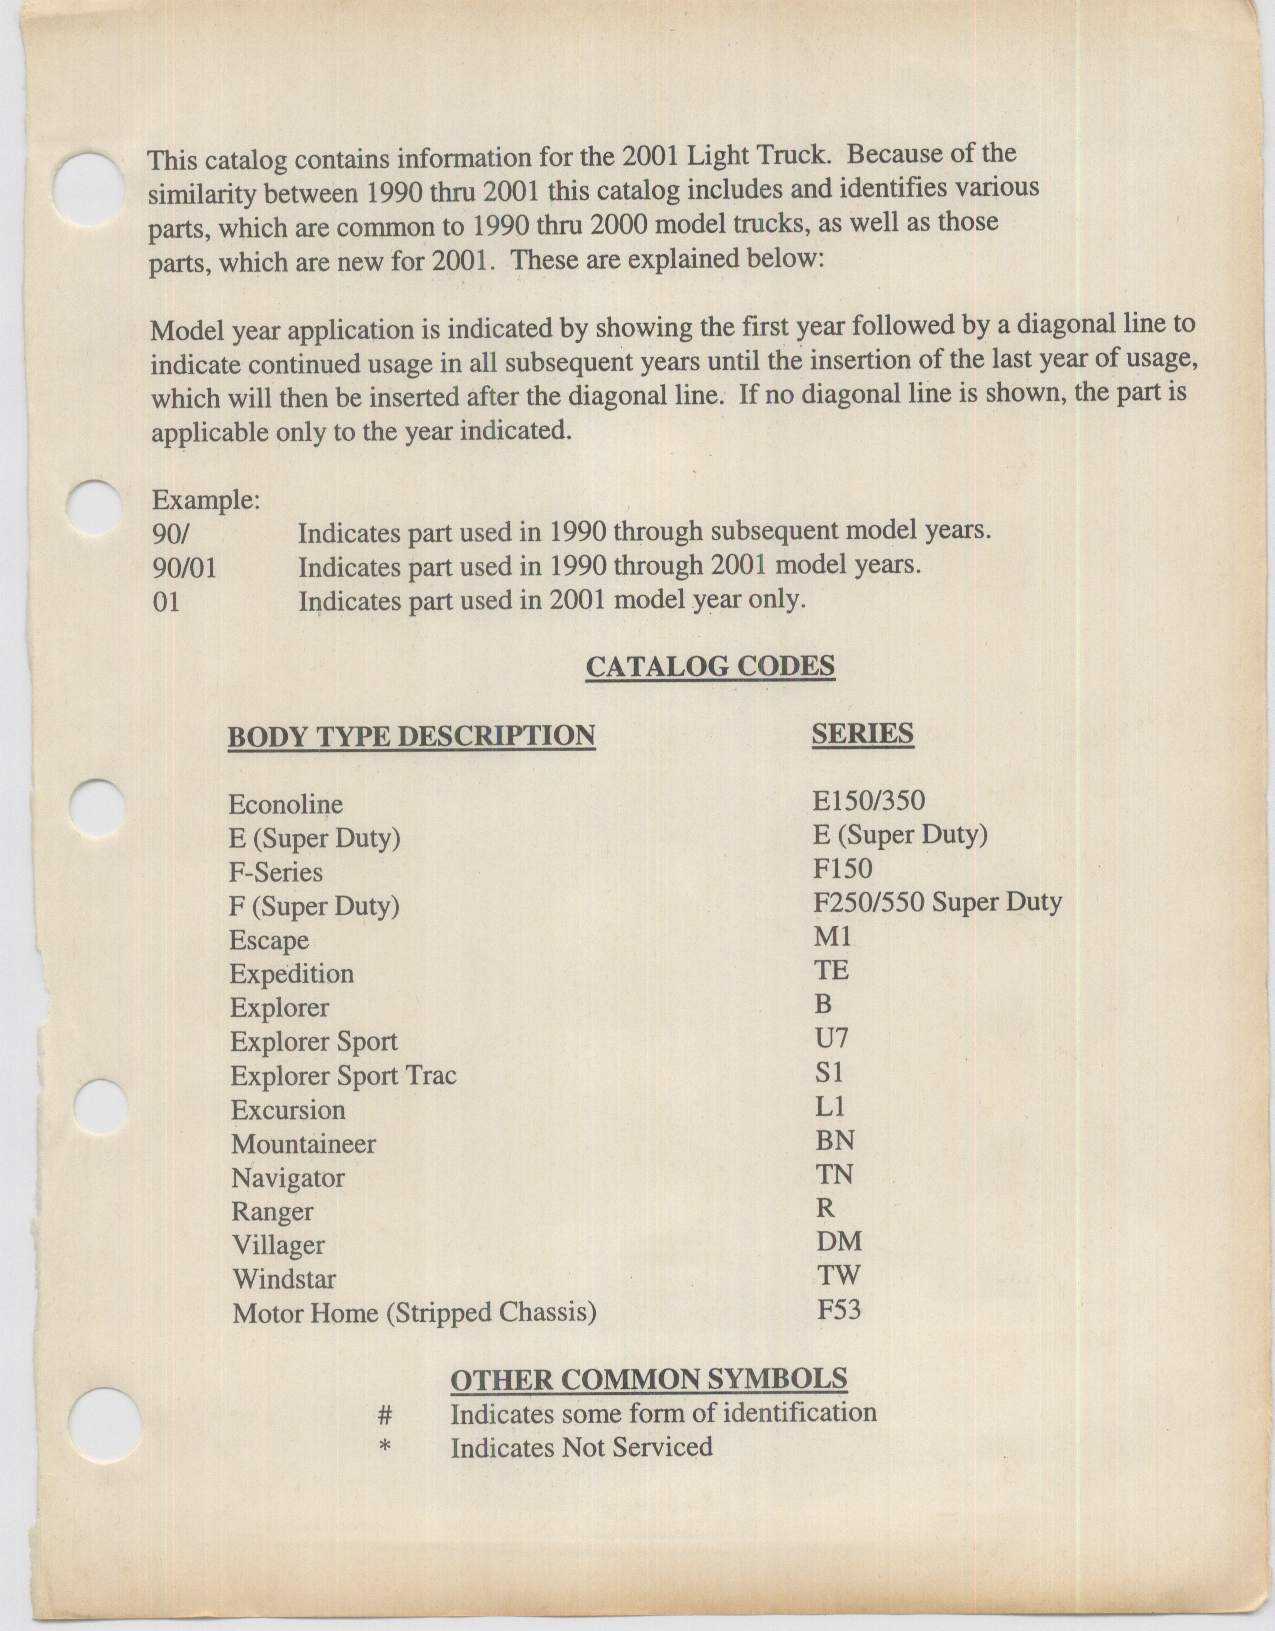 This catalog contains information for the 2001 Light Truck.  Because of the
similarity between 1990 thru 2001 this catalog includes and identifies various
parts, which are common to 1990 thru 2000 model trucks, as well as those
parts, which are new for 2001.  These are explained below:
Model year application is indicated by showing the first year followed by a diagonal line to
indicate continued usage in all subsequent years until the insertion of the last year of usage,
which will then be inserted after the diagonal line.  If no diagonal line is shown, the part is
applicable only to the year indicated.
Example:
90/ Indicates part used in 1990 through subsequent model years.
90/01 Indicates part used in 1990 through 2001 model years.
01 Indicates part used in 2001 model year only.
CATALOG CODES
BODY TYPE DESCRIPTION SERIES
Econoline E150/350
E (Super Duty) E (Super Duty)
F-Series F150
F (Super Duty) F250/550 Super Duty
Escape M1
Expedition TE
Explorer B
Explorer Sport U7
Explorer Sport Trac S1
Excursion L1
Mountaineer BN
Navigator TN
Ranger R
Villager DM
Windstar TW
Motor Home (Stripped Chassis) F53
OTHER COMMON SYMBOLS
# Indicates some form of identification
* Indicates Not Serviced